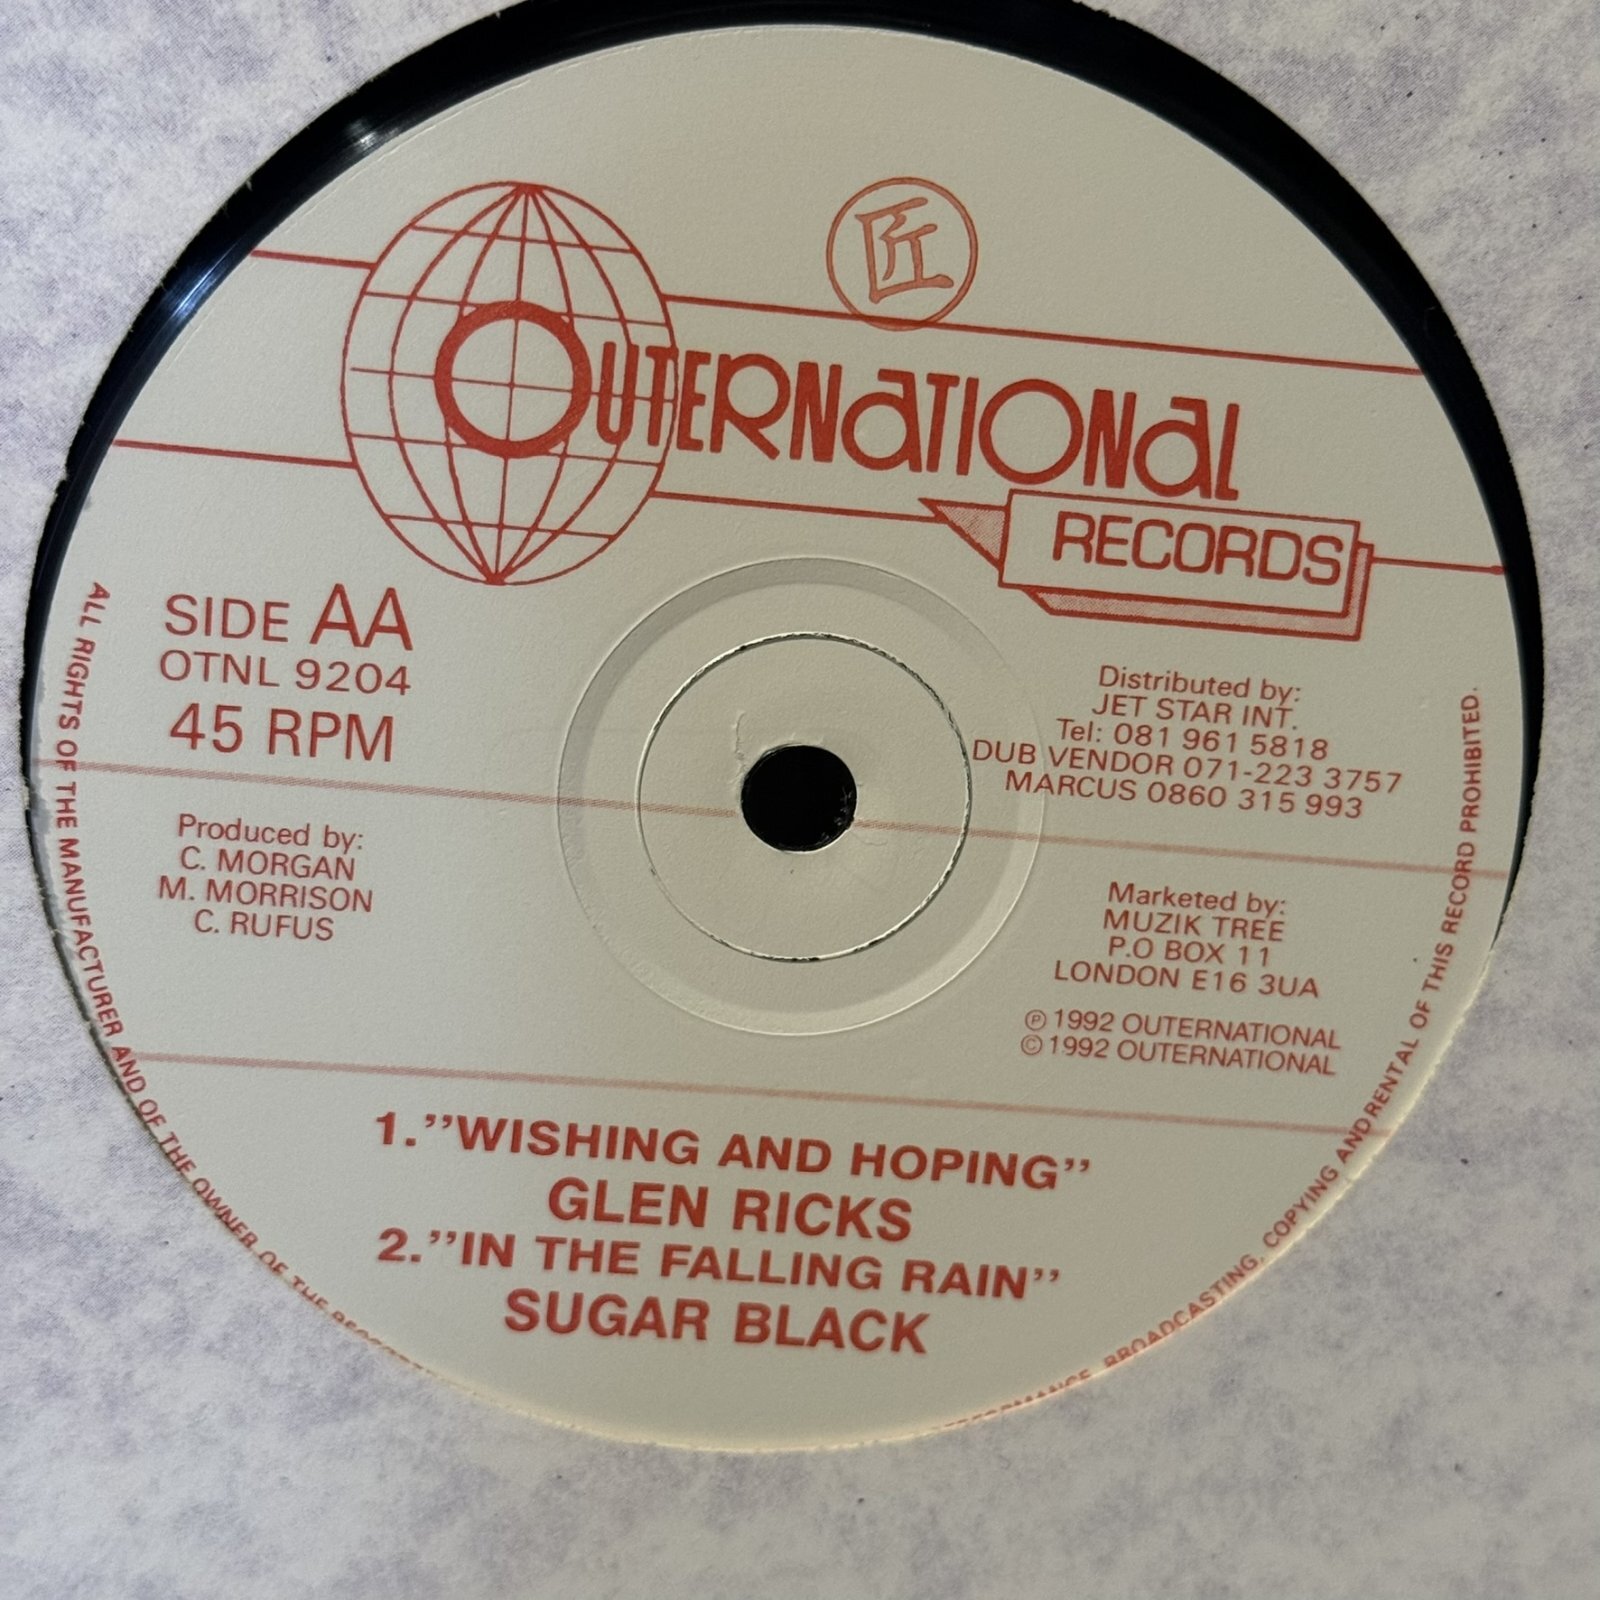 匠
OUTERNATIONAL
RECORDS
SIDE AA
OTNL 9204
45 RPM
Produced by:
C. MORGAN
M. MORRISON
C. RUFUS
Distributed by:
JET STAR INT.
Tel: 081 961 5818
DUB VENDOR 071-223 3757
MARCUS 0860 315 993
Marketed by:
MUZIK TREE
P.O BOX 11
LONDON E16 3UA
℗ 1992 OUTERNATIONAL
© 1992 OUTERNATIONAL
1.''WISHING AND HOPING''
GLEN RICKS
2.''IN THE FALLING RAIN''
SUGAR BLACK
ALL RIGHTS OF THE MANUFACTURER AND OF THE OWNER OF THE BROADCASTING, COPYING AND RENTAL OF THIS RECORD PROHIBITED.